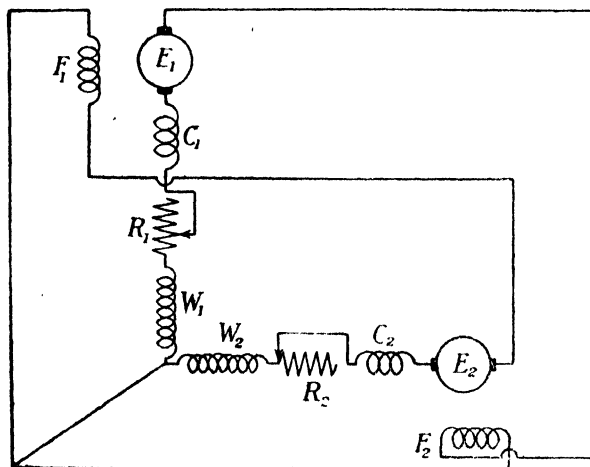 F₁
E₁
C₁
R₁
W₁
W₂
C₂
R₂
E₂
F₂